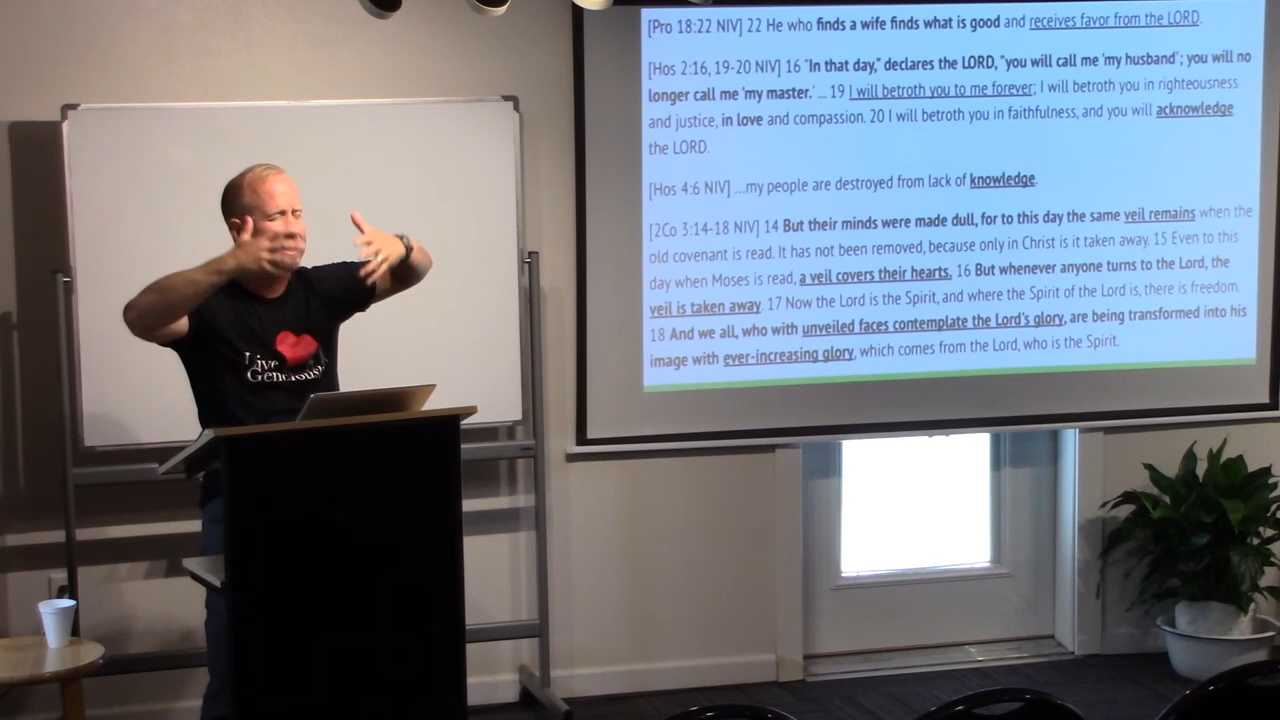 [Pro 18:22 NIV] 22 He who finds a wife finds what is good and receives favor from the LORD.
[Hos 2:16, 19-20 NIV] 16 "In that day," declares the LORD, "you will call me 'my husband'; you will no
longer call me 'my master.' ... 19 I will betroth you to me forever; I will betroth you in righteousness
and justice, in love and compassion. 20 I will betroth you in faithfulness, and you will acknowledge
the LORD.
[Hos 4:6 NIV] ...my people are destroyed from lack of knowledge.
[2Co 3:14-18 NIV] 14 But their minds were made dull, for to this day the same veil remains when the
old covenant is read. It has not been removed, because only in Christ is it taken away. 15 Even to this
day when Moses is read, a veil covers their hearts. 16 But whenever anyone turns to the Lord, the
veil is taken away. 17 Now the Lord is the Spirit, and where the Spirit of the Lord is, there is freedom.
18 And we all, who with unveiled faces contemplate the Lord's glory, are being transformed into his
image with ever-increasing glory, which comes from the Lord, who is the Spirit.
Live